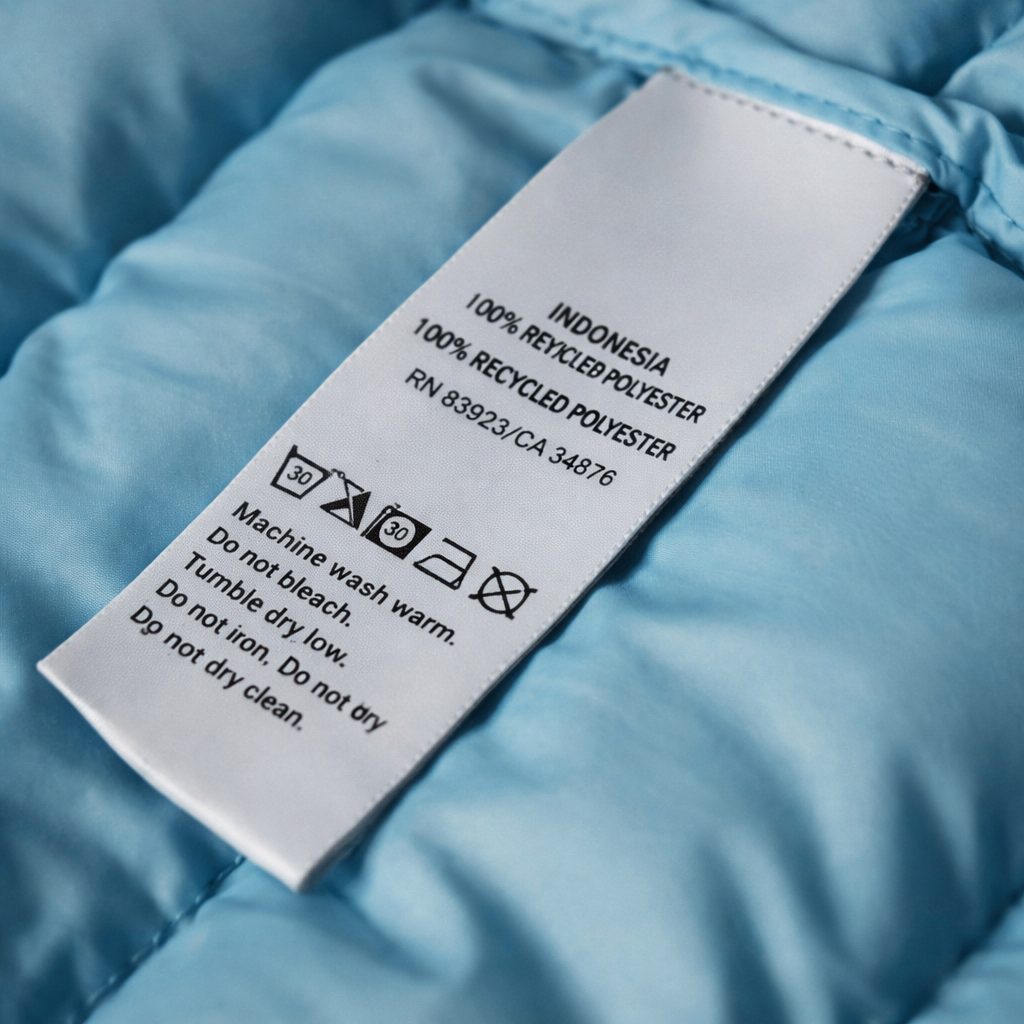 INDONESIA
100% REYCLED POLYESTER
100% RECYCLED POLYESTER
RN 83923/CA 34876
30 30
Machine wash warm.
Do not bleach.
Tumble dry low.
Do not iron, Do not dry
Do not dry clean.